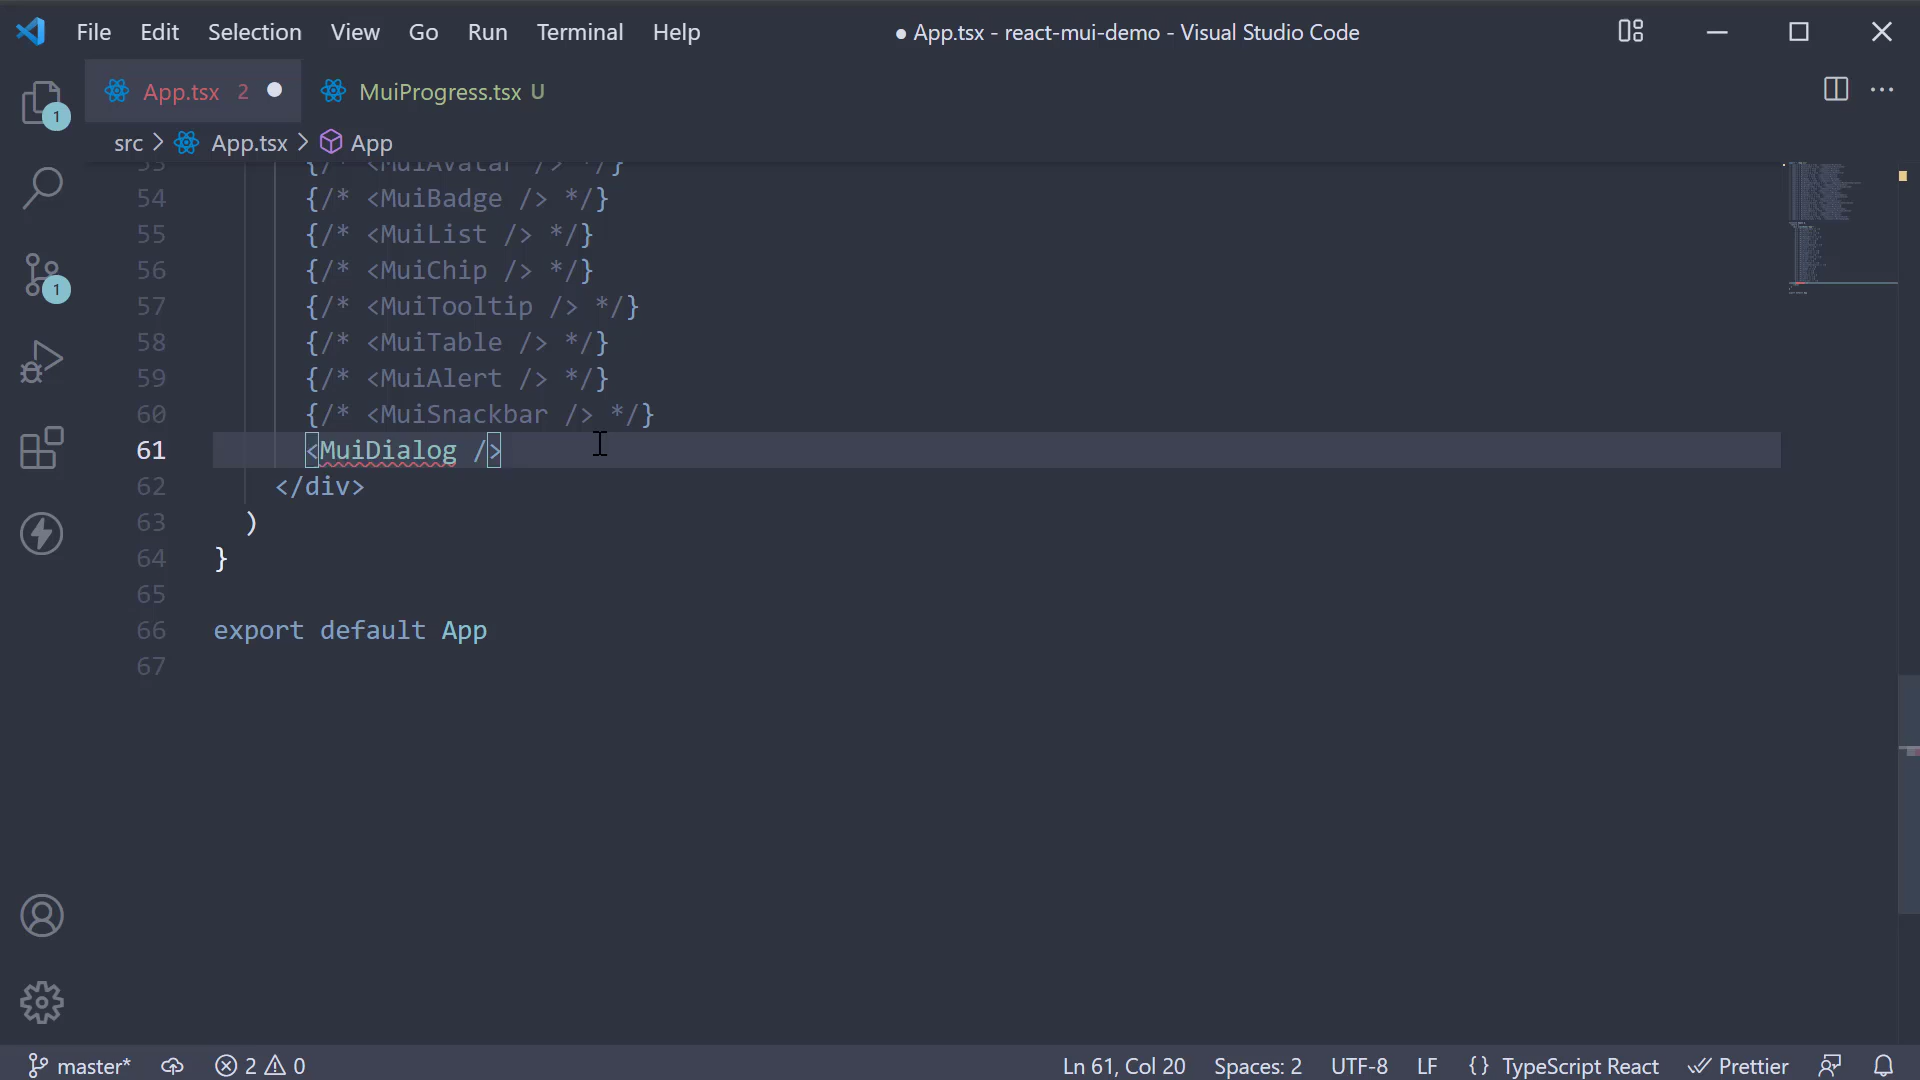 File Edit Selection View Go Run Terminal Help ● App.tsx - react-mui-demo - Visual Studio Code
App.tsx 2 ● MuiProgress.tsx U
src > App.tsx > App
53 {/* <MuiAvatar /> */}
54 {/* <MuiBadge /> */}
55 {/* <MuiList /> */}
56 {/* <MuiChip /> */}
57 {/* <MuiTooltip /> */}
58 {/* <MuiTable /> */}
59 {/* <MuiAlert /> */}
60 {/* <MuiSnackbar /> */}
61 <MuiDialog />
62 </div>
63 )
64 }
65
66 export default App
67
1
1
master* 2 0 Ln 61, Col 20 Spaces: 2 UTF-8 LF {} TypeScript React Prettier